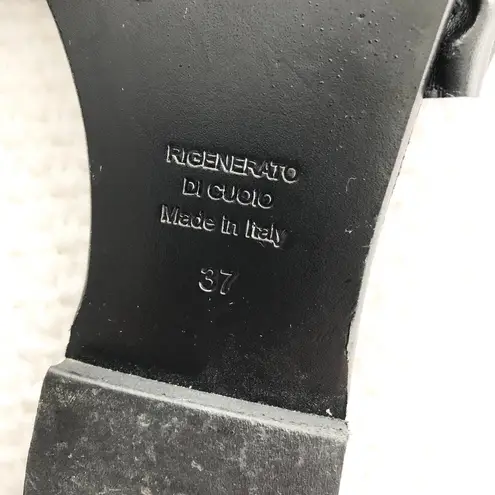 RIGENERATO
DI CUOIO
Made in Italy
37